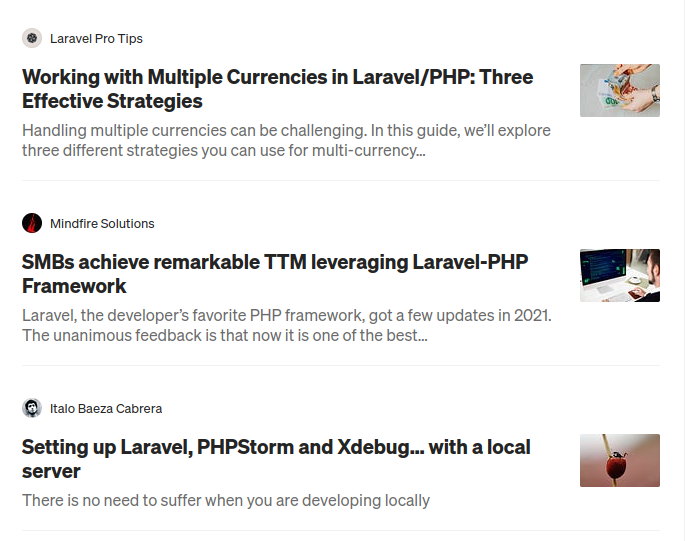 Laravel Pro Tips
Working with Multiple Currencies in Laravel/PHP: Three
Effective Strategies
Handling multiple currencies can be challenging. In this guide, we’ll explore
three different strategies you can use for multi-currency…
Mindfire Solutions
SMBs achieve remarkable TTM leveraging Laravel-PHP
Framework
Laravel, the developer’s favorite PHP framework, got a few updates in 2021.
The unanimous feedback is that now it is one of the best…
Italo Baeza Cabrera
Setting up Laravel, PHPStorm and Xdebug… with a local
server
There is no need to suffer when you are developing locally